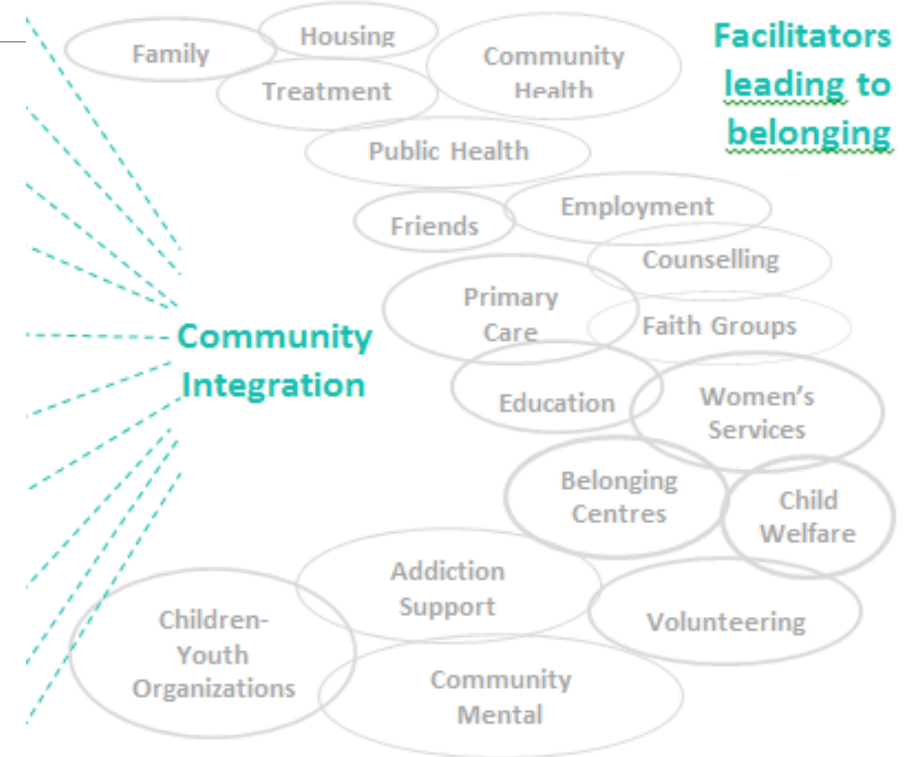 Facilitators
leading to
belonging
Family
Housing
Community
Health
Treatment
Public Health
Friends
Employment
Counselling
Primary
Care
Faith Groups
Community
Integration
Education
Women's
Services
Belonging
Centres
Child
Welfare
Addiction
Support
Volunteering
Children-
Youth
Organizations
Community
Mental